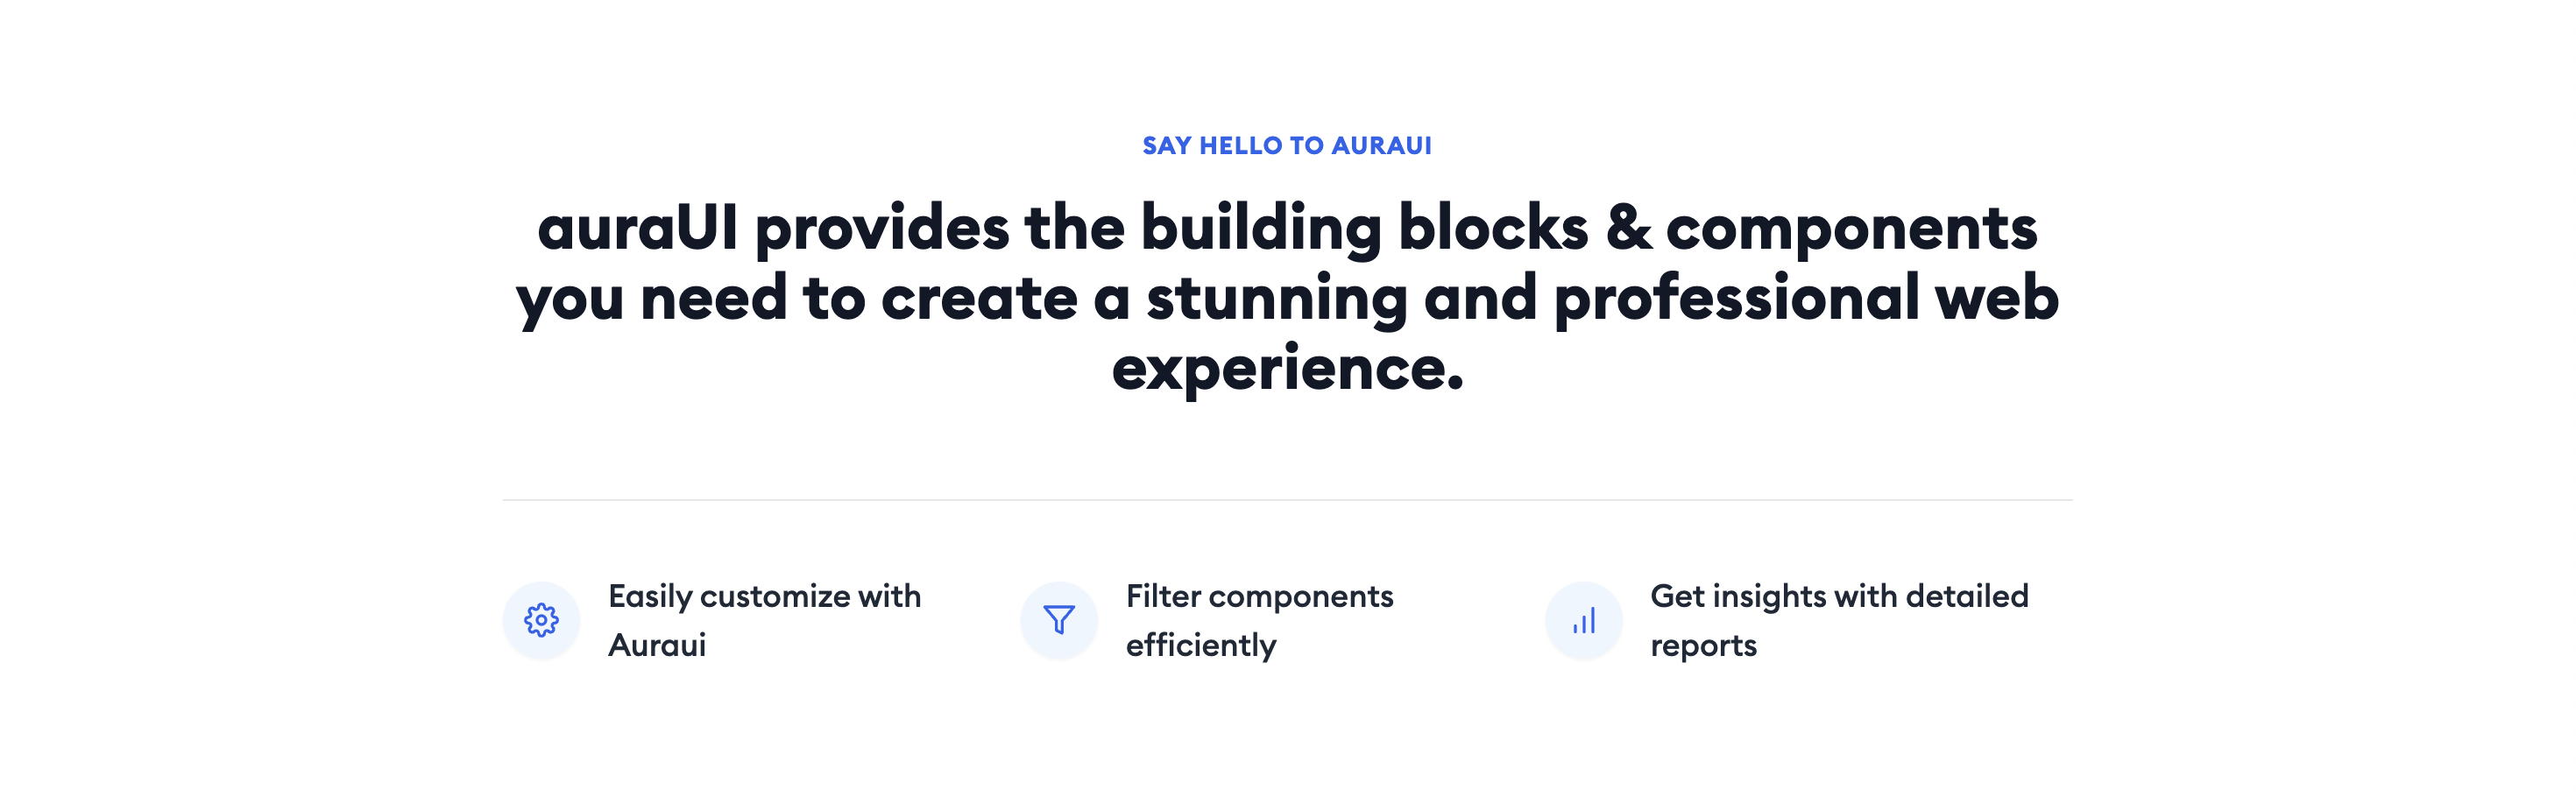 SAY HELLO TO AURAUI
auraUI provides the building blocks & components
you need to create a stunning and professional web
experience.
Easily customize with
Auraui
Filter components
efficiently
Get insights with detailed
reports